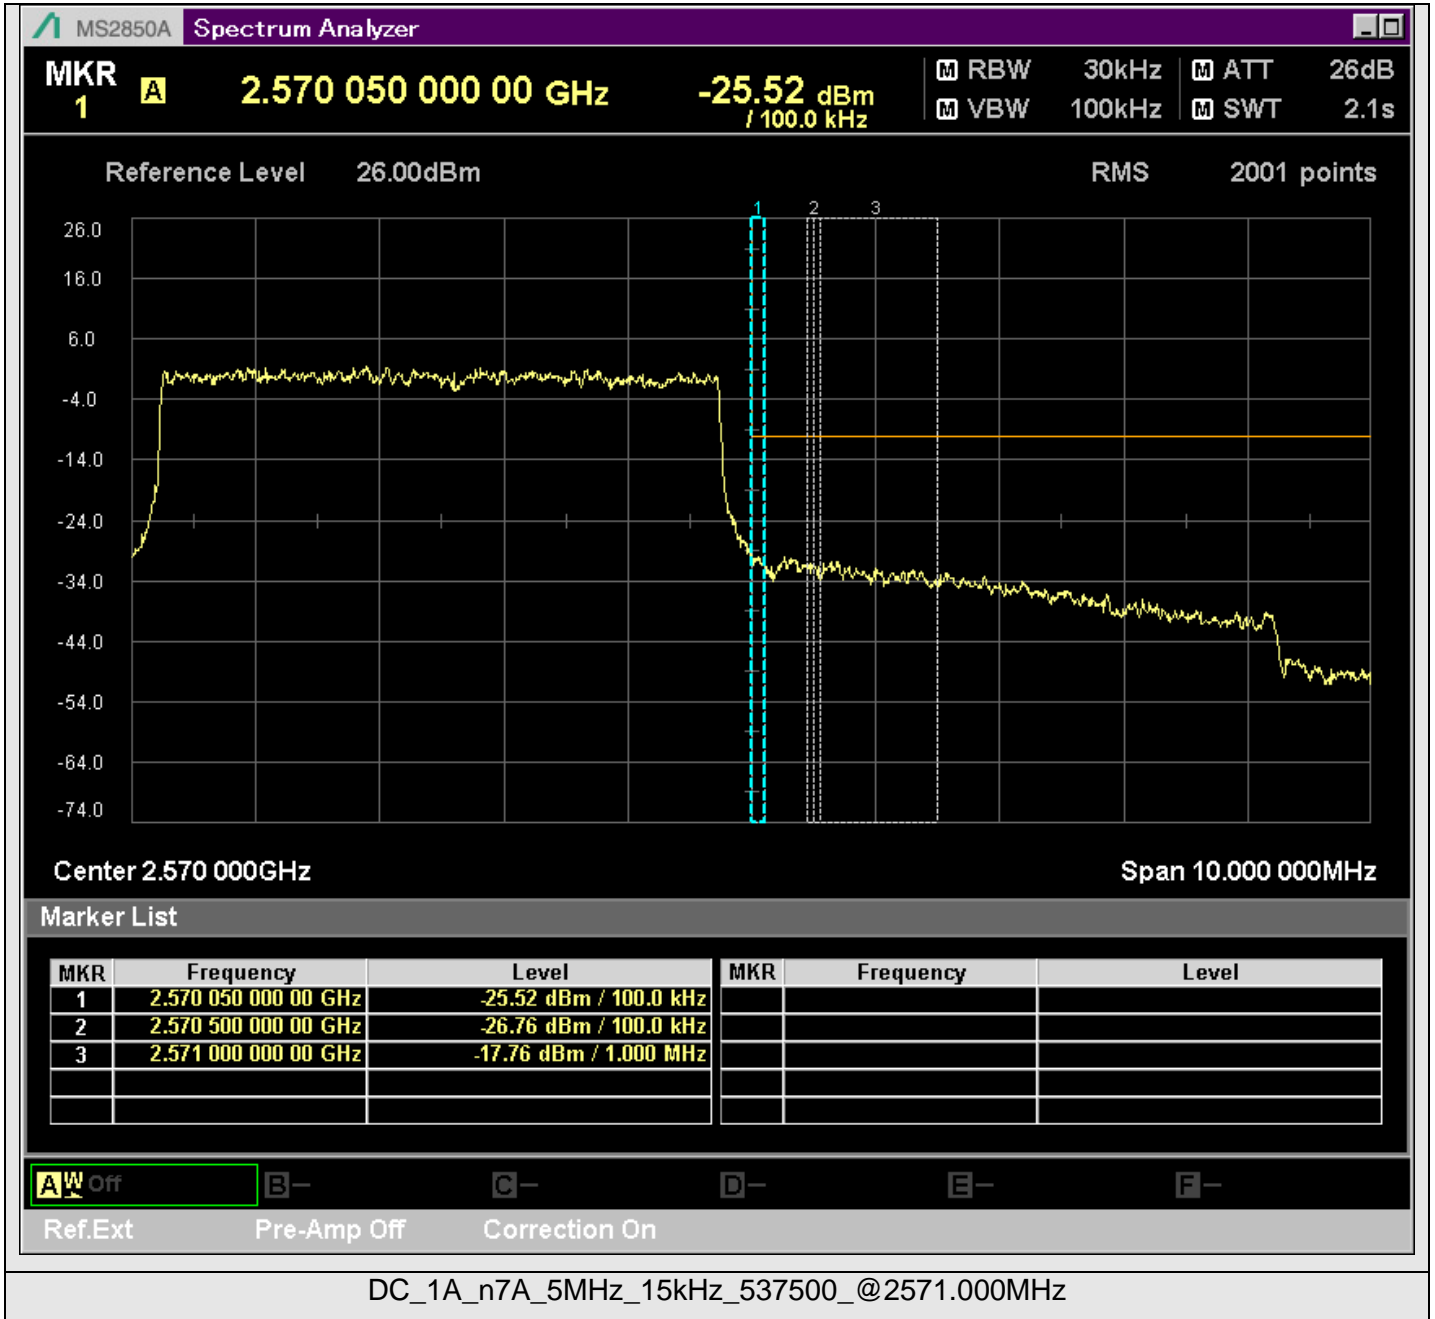 MS2850A Spectrum Analyzer
MKR 1 A 2.570 050 000 00 GHz -25.52 dBm / 100.0 kHz
M RBW 30kHz M ATT 26dB
M VBW 100kHz M SWT 2.1s
Reference Level 26.00dBm RMS 2001 points
1 2 3
26.0
16.0
6.0
-4.0
-14.0
-24.0
-34.0
-44.0
-54.0
-64.0
-74.0
Center 2.570 000GHz Span 10.000 000MHz
Marker List
MKR Frequency Level MKR Frequency Level
1 2.570 050 000 00 GHz -25.52 dBm / 100.0 kHz
2 2.570 500 000 00 GHz -26.76 dBm / 100.0 kHz
3 2.571 000 000 00 GHz -17.76 dBm / 1.000 MHz
A W Off B - C - D - E - F -
Ref.Ext Pre-Amp Off Correction On
DC_1A_n7A_5MHz_15kHz_537500_@2571.000MHz